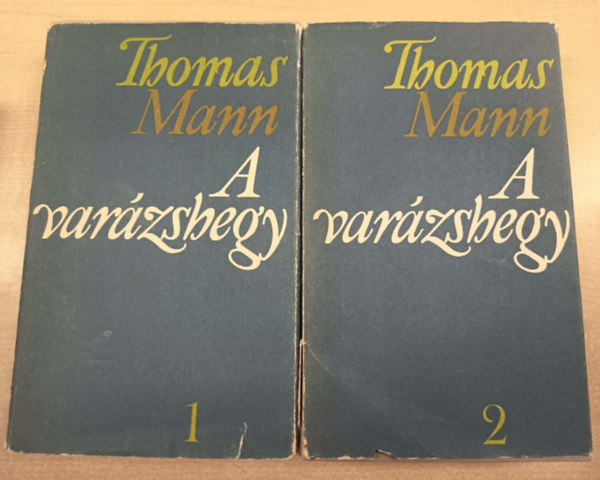 Thomas
Mann
A
varázshegy
1
Thomas
Mann
A
varázshegy
2